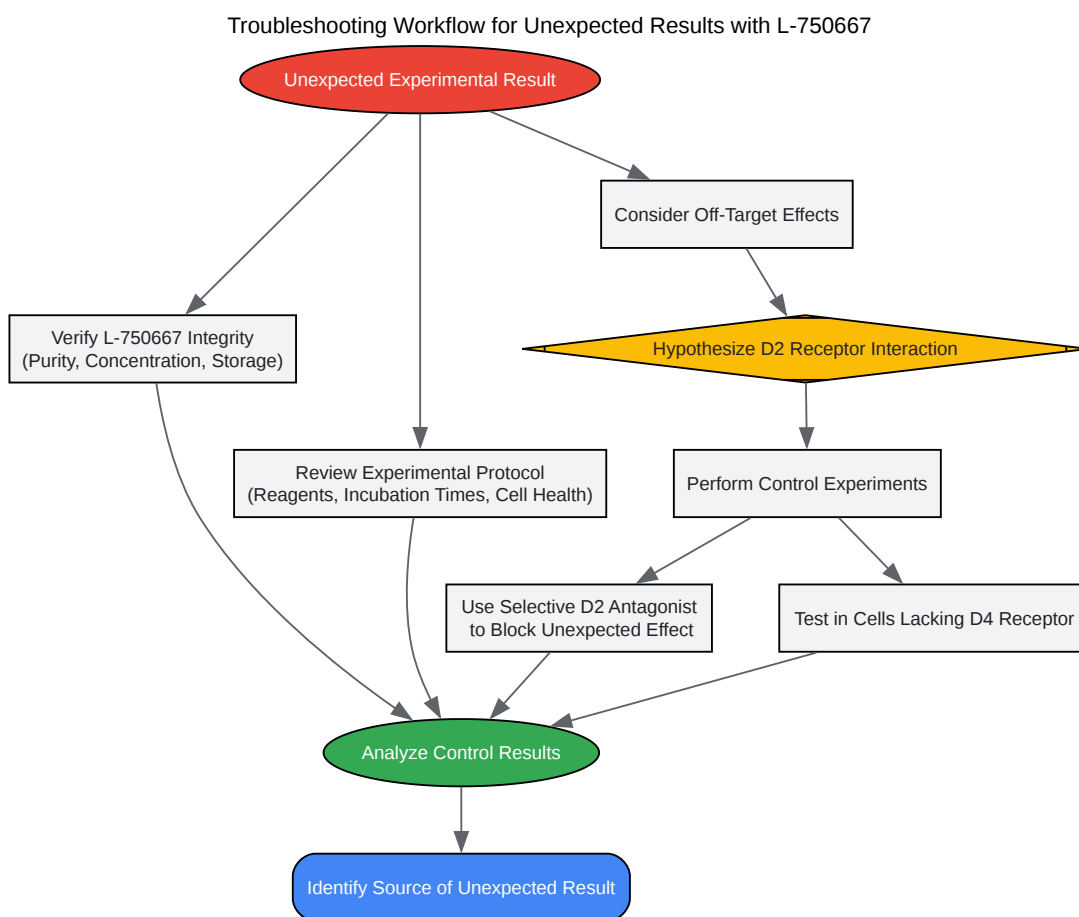 Troubleshooting Workflow for Unexpected Results with L-750667
Unexpected Experimental Result
Consider Off-Target Effects
Verify L-750667 Integrity
(Purity, Concentration, Storage)
Hypothesize D2 Receptor Interaction
Review Experimental Protocol
(Reagents, Incubation Times, Cell Health)
Perform Control Experiments
Use Selective D2 Antagonist
to Block Unexpected Effect
Test in Cells Lacking D4 Receptor
Analyze Control Results
Identify Source of Unexpected Result